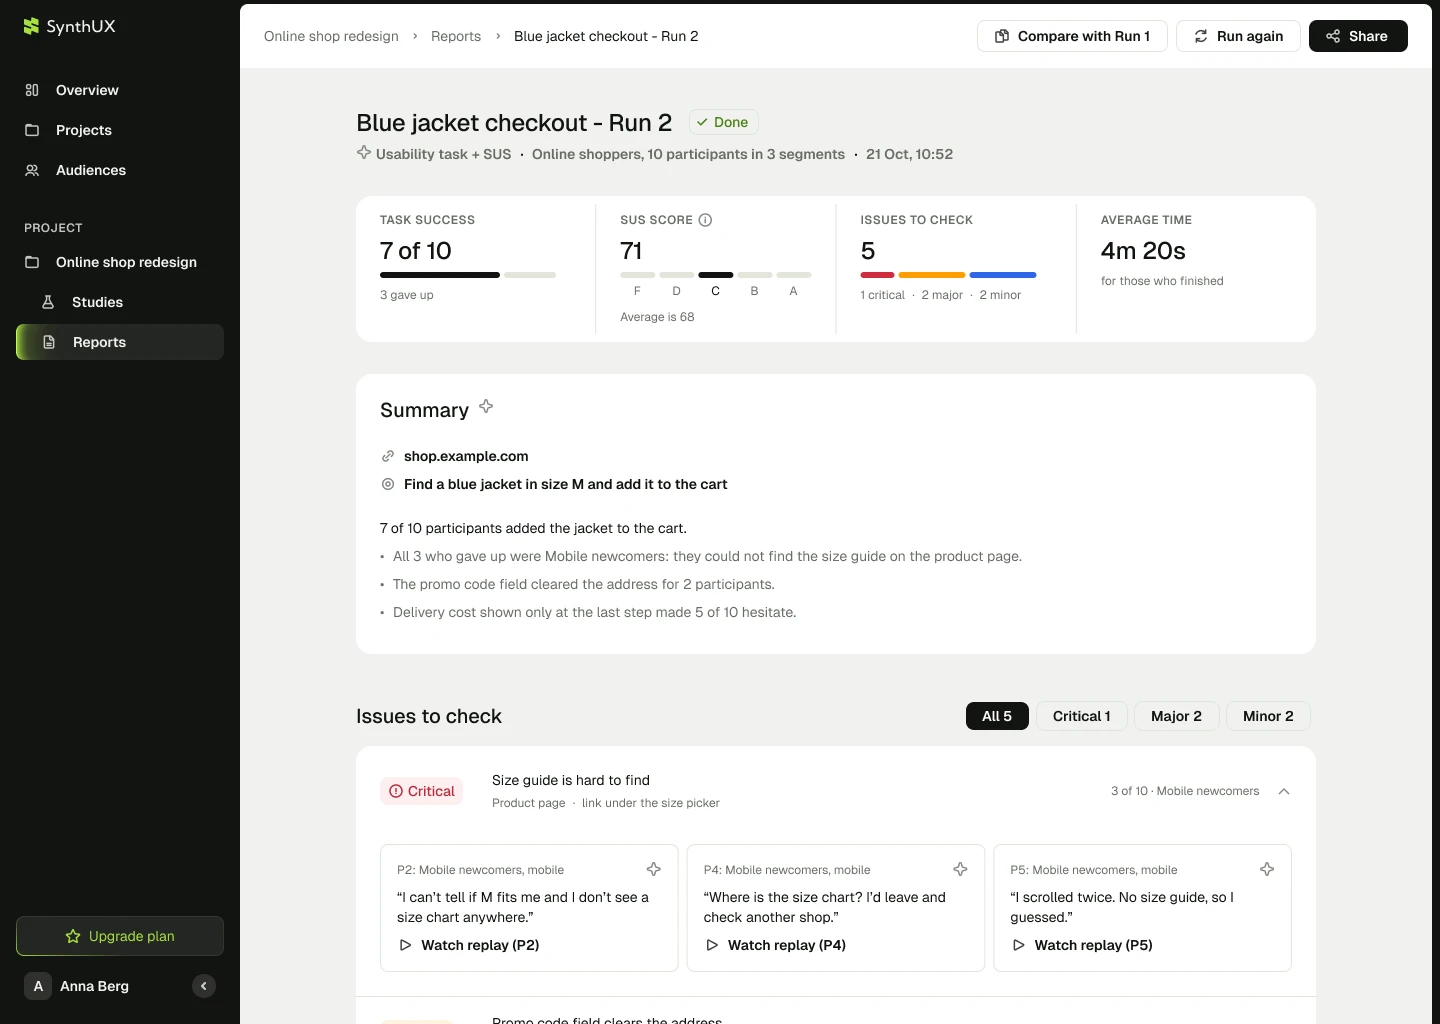 SynthUX
Overview
Projects
Audiences
PROJECT
Online shop redesign
Studies
Reports
Upgrade plan
A
Anna Berg
Online shop redesign › Reports › Blue jacket checkout - Run 2
Compare with Run 1
Run again
Share
Blue jacket checkout - Run 2
Done
Usability task + SUS · Online shoppers, 10 participants in 3 segments · 21 Oct, 10:52
TASK SUCCESS
7 of 10
3 gave up
SUS SCORE
71
F D C B A
Average is 68
ISSUES TO CHECK
5
1 critical · 2 major · 2 minor
AVERAGE TIME
4m 20s
for those who finished
Summary
shop.example.com
Find a blue jacket in size M and add it to the cart
7 of 10 participants added the jacket to the cart.
• All 3 who gave up were Mobile newcomers: they could not find the size guide on the product page.
• The promo code field cleared the address for 2 participants.
• Delivery cost shown only at the last step made 5 of 10 hesitate.
Issues to check
All 5
Critical 1
Major 2
Minor 2
Critical
Size guide is hard to find
Product page · link under the size picker
3 of 10 · Mobile newcomers
P2: Mobile newcomers, mobile
“I can’t tell if M fits me and I don’t see a
size chart anywhere.”
Watch replay (P2)
P4: Mobile newcomers, mobile
“Where is the size chart? I’d leave and
check another shop.”
Watch replay (P4)
P5: Mobile newcomers, mobile
“I scrolled twice. No size guide, so I
guessed.”
Watch replay (P5)
Promo code field clears the address